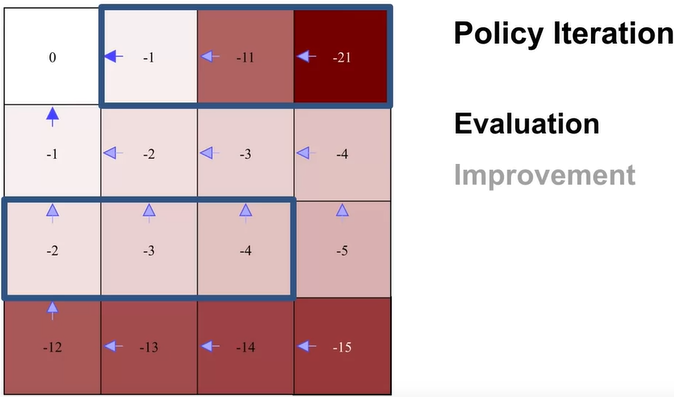 0 -1 -11 -21
Policy Iteration
Evaluation
-1 -2 -3 -4
Improvement
-2 -3 -4 -5
-12 -13 -14 -15